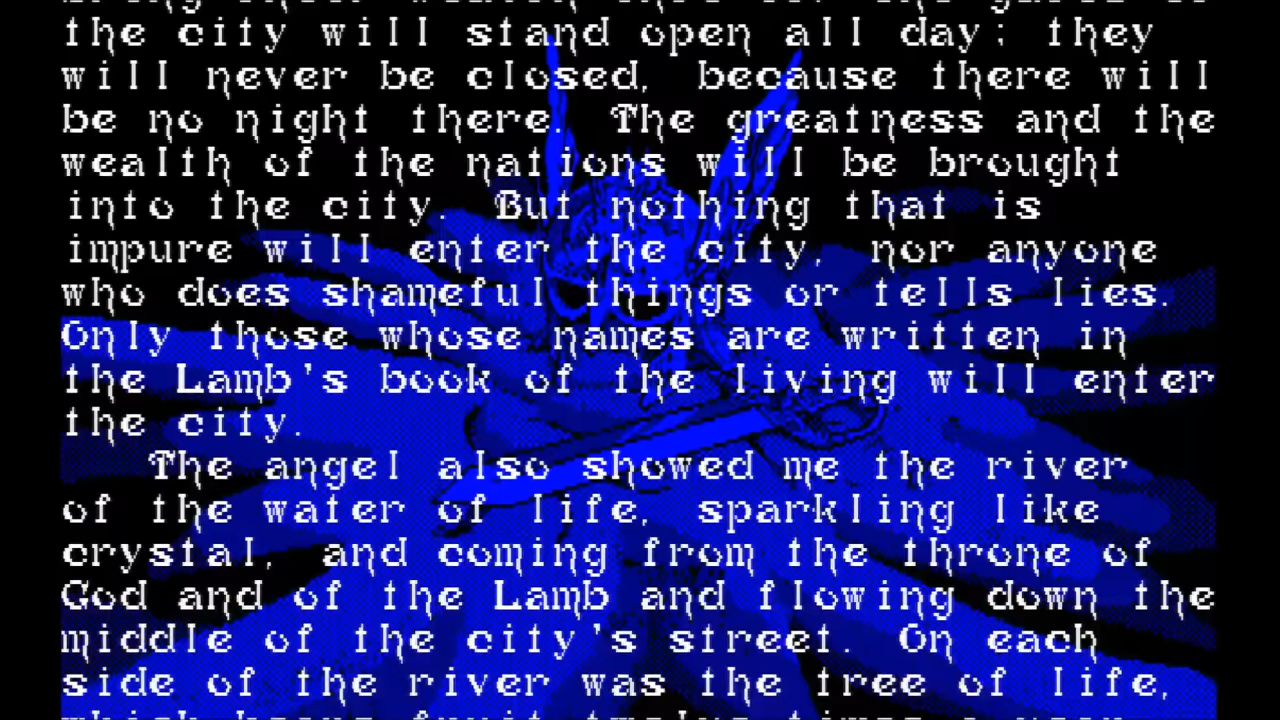 the city will stand open all day; they
will never be closed, because there will
be no night there. The greatness and the
wealth of the nations will be brought
into the city. But nothing that is
impure will enter the city, nor anyone
who does shameful things or tells lies.
Only those whose names are written in
the Lamb's book of the living will enter
the city.
The angel also showed me the river
of the water of life, sparkling like
crystal, and coming from the throne of
God and of the Lamb and flowing down the
middle of the city's street. On each
side of the river was the tree of life,